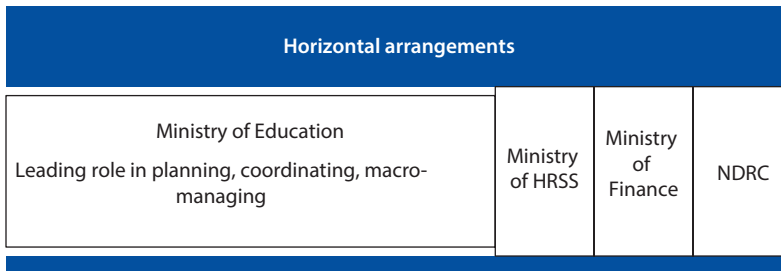 Horizontal arrangements
Ministry of Education
Leading role in planning, coordinating, macro-
managing
Ministry
of HRSS
Ministry
of
Finance
NDRC